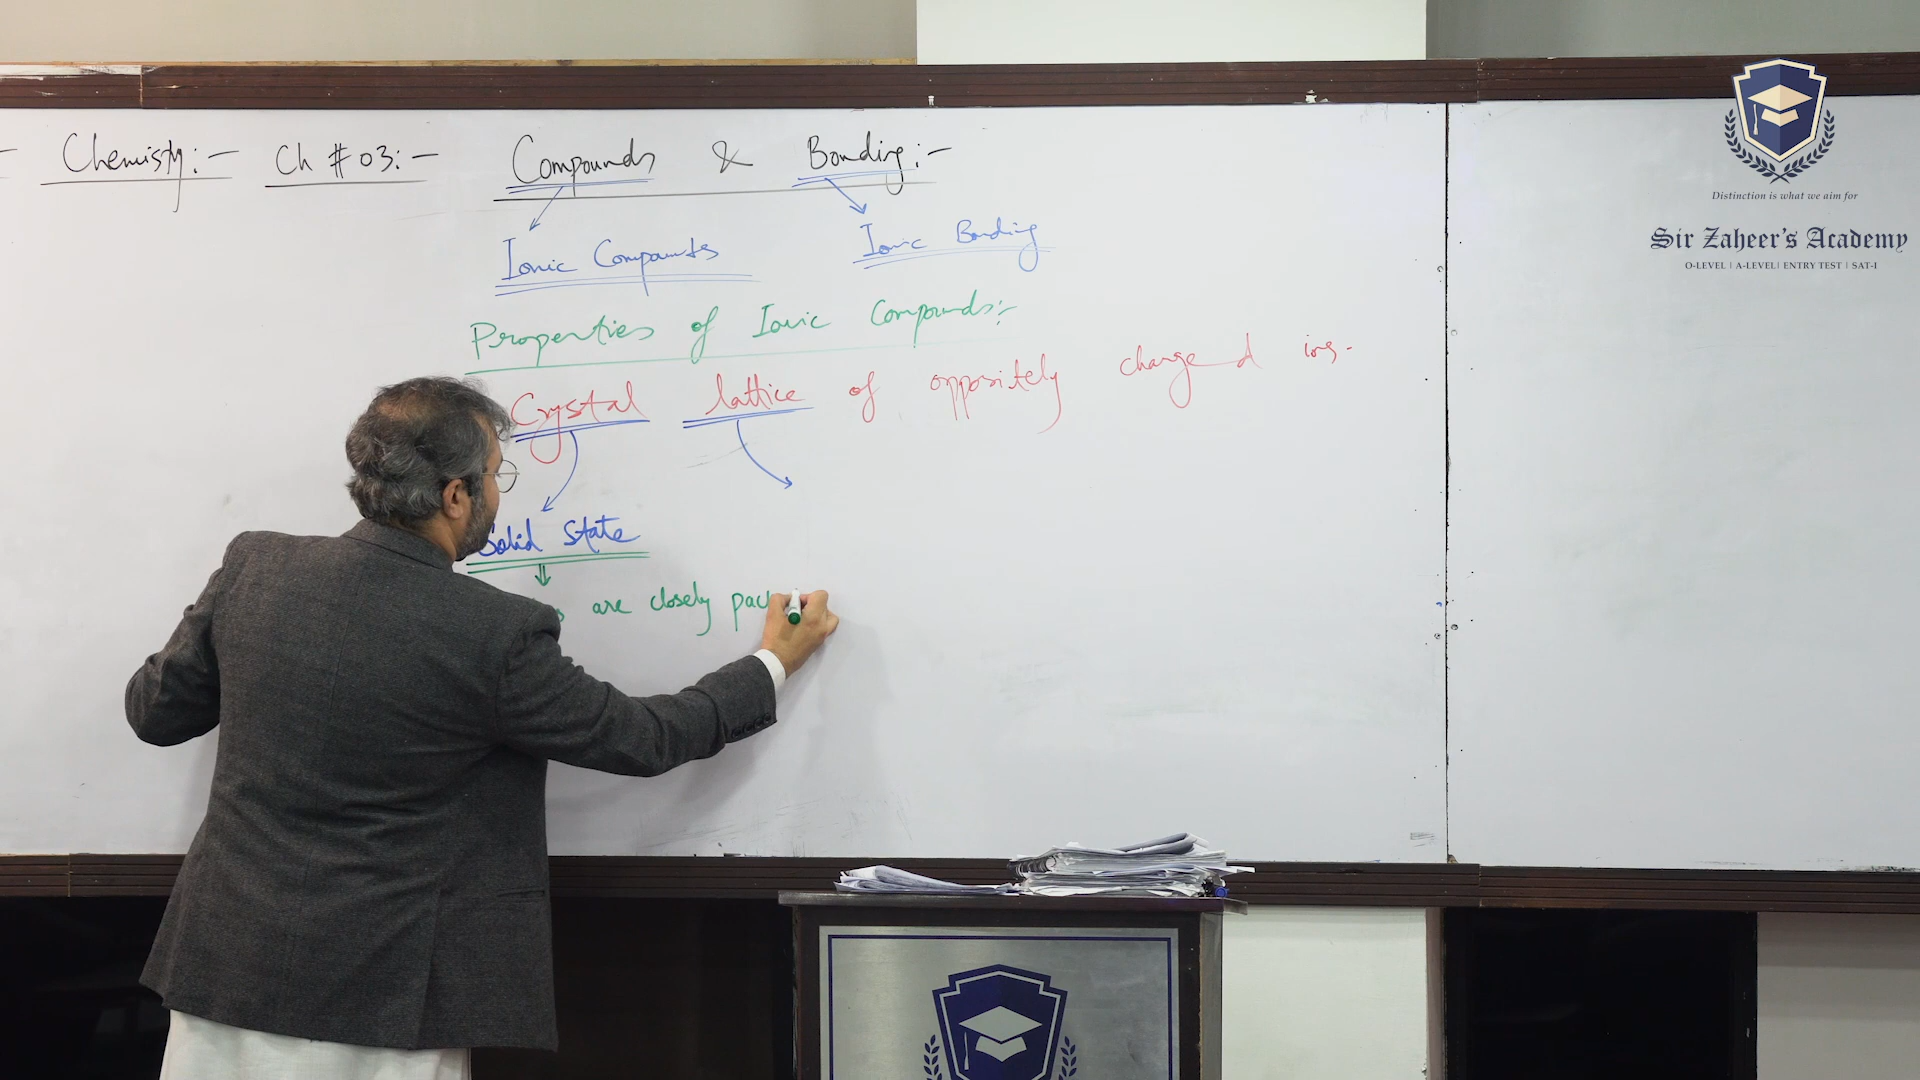 Chemistry:- Ch # 03:- Compounds & Bonding:-
Ionic Compounds Ionic Bonding
Properties of Ionic Compounds:-
Crystal lattice of oppositely charged ions.
Solid State
are closely pac
Distinction is what we aim for
Sir Zaheer's Academy
O-LEVEL | A-LEVEL | ENTRY TEST | SAT-I